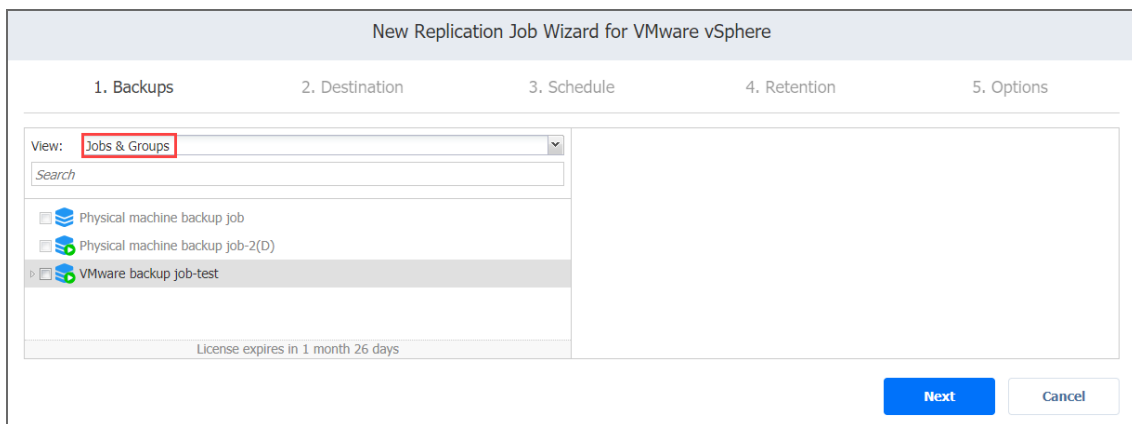 New Replication Job Wizard for VMware vSphere
1. Backups 2. Destination 3. Schedule 4. Retention 5. Options
View: Jobs & Groups
Search
Physical machine backup job
Physical machine backup job-2(D)
VMware backup job-test
License expires in 1 month 26 days
Next Cancel